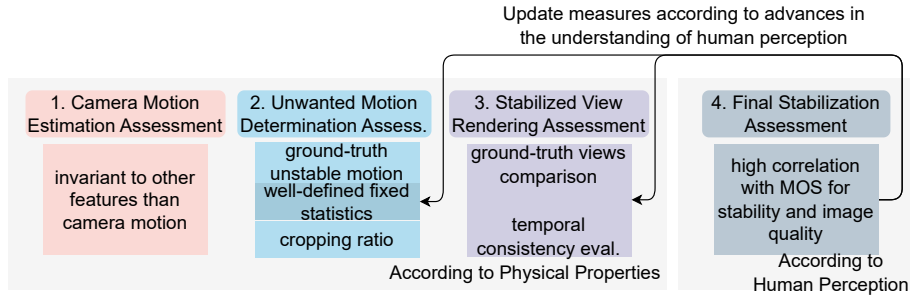 Update measures according to advances in
the understanding of human perception
1. Camera Motion
Estimation Assessment
invariant to other
features than
camera motion
2. Unwanted Motion
Determination Assess.
ground-truth
unstable motion
well-defined fixed
statistics
cropping ratio
3. Stabilized View
Rendering Assessment
ground-truth views
comparison
temporal
consistency eval.
According to Physical Properties
4. Final Stabilization
Assessment
high correlation
with MOS for
stability and image
quality
According to
Human Perception